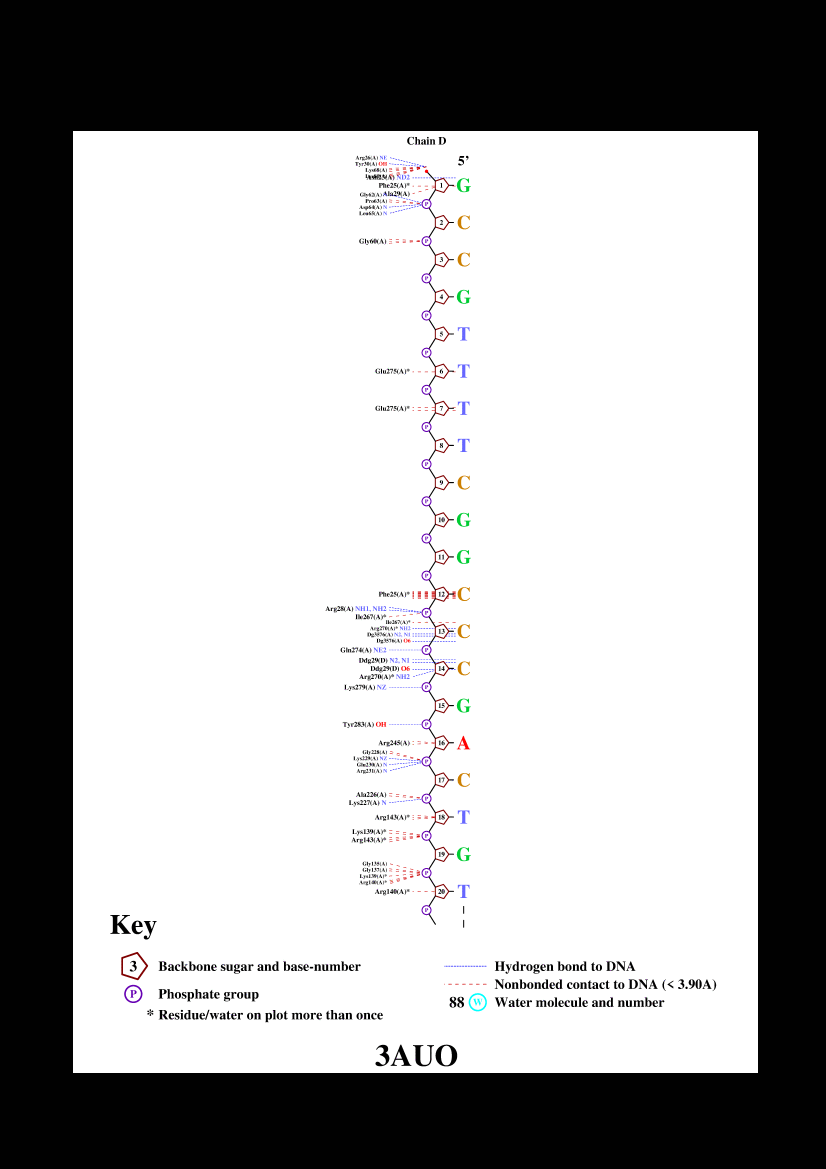 Chain D
5'
Arg26(A) NE
Tyr30(A) OH
Lys68(A)
Asn23(A) ND2
1 G
Phe25(A)*
Ala29(A)
Gly62(A)
Pro63(A)
P
Asp64(A) N
Leu65(A) N
2 C
Gly60(A) P
3 C
P
4 G
P
5 T
P
Glu275(A)* 6 T
P
Glu275(A)* 7 T
P
8 T
P
9 C
P
10 G
P
11 G
P
Phe25(A)* 12 C
Arg28(A) NH1, NH2
P
Ile267(A)*
Ile267(A)*
Arg270(A)* NH2
13 C
Dg3576(A) N2, N1
Dg3576(A) O6
Gln274(A) NE2 P
Ddg29(D) N2, N1
Ddg29(D) O6 14 C
Arg270(A)* NH2
Lys279(A) NZ P
15 G
Tyr283(A) OH P
Arg245(A) 16 A
Gly228(A)
Lys229(A) NZ
P
Glu230(A) N
Arg231(A) N
17 C
Ala226(A)
P
Lys227(A) N
Arg143(A)* 18 T
Lys139(A)*
P
Arg143(A)*
19 G
Gly135(A)
Gly137(A)
P
Lys139(A)*
Arg140(A)*
Arg140(A)* 20 T
P
Key
3 Backbone sugar and base-number
P Phosphate group
* Residue/water on plot more than once
Hydrogen bond to DNA
Nonbonded contact to DNA (< 3.90A)
88 W Water molecule and number
3AUO